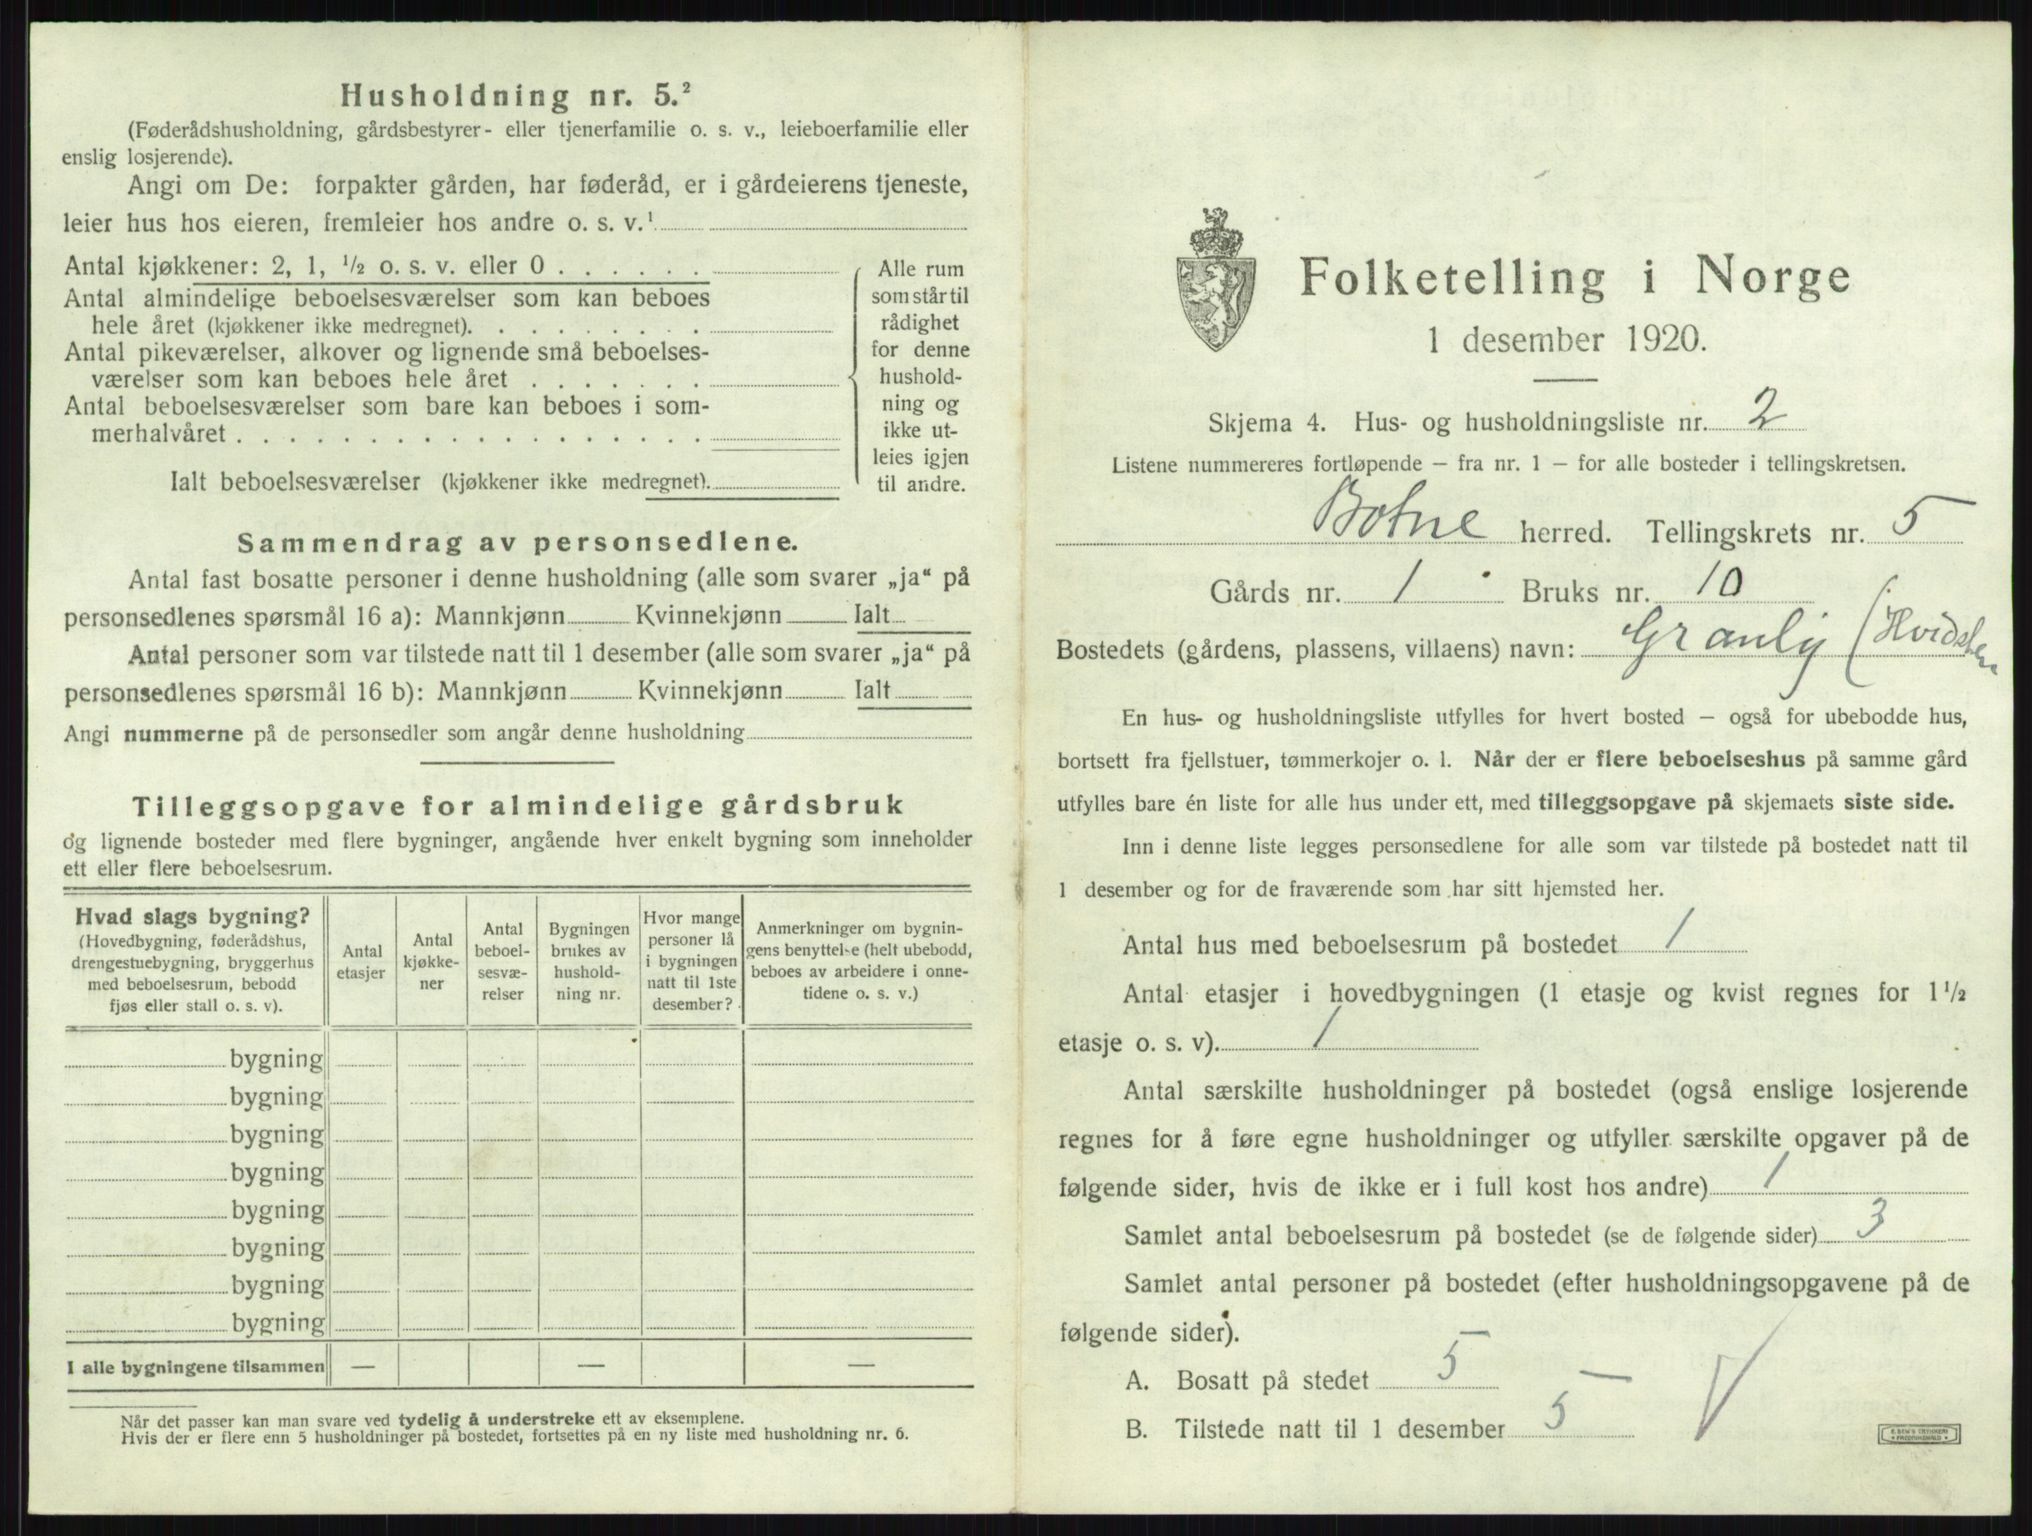 Husholdning nr. 5.²
(Føderådshusholdning, gårdsbestyrer- eller tjenerfamilie o. s. v., leieboerfamilie eller
enslig losjerende).
Angi om De: forpakter gården, har føderåd, er i gårdeierens tjeneste,
leier hus hos eieren, fremleier hos andre o. s. v.¹
Antal kjøkkener: 2, 1, ½ o. s. v. eller 0 . . . . . .
Antal almindelige beboelsesværelser som kan beboes
hele året (kjøkkener ikke medregnet). . . . . . . . .
Antal pikeværelser, alkover og lignende små beboelses-
værelser som kan beboes hele året . . . . . . .
Antal beboelsesværelser som bare kan beboes i som-
merhalvåret . . . . . . . . . . . . . . . . . .
Ialt beboelsesværelser (kjøkkener ikke medregnet).
Alle rum
som står til
rådighet
for denne
hushold-
ning og
ikke ut-
leies igjen
til andre.
Sammendrag av personsedlene.
Antal fast bosatte personer i denne husholdning (alle som svarer „ja“ på
personsedlenes spørsmål 16 a): Mannkjønn Kvinnekjønn Ialt
Antal personer som var tilstede natt til 1 desember (alle som svarer „ja“ på
personsedlenes spørsmål 16 b): Mannkjønn Kvinnekjønn Ialt
Angi nummerne på de personsedler som angår denne husholdning
Tilleggsopgave for almindelige gårdsbruk
og lignende bosteder med flere bygninger, angående hver enkelt bygning som inneholder
ett eller flere beboelsesrum.
Hvad slags bygning?
(Hovedbygning, føderådshus,
drengestuebygning, bryggerhus
med beboelsesrum, bebodd
fjøs eller stall o. s. v).
Antal
etasjer
Antal
kjøkke-
ner
Antal
beboel-
sesvæ-
relser
Bygningen
brukes av
hushold-
ning nr.
Hvor mange
personer lå
i bygningen
natt til 1ste
desember?
Anmerkninger om bygnin-
gens benyttelse (helt ubebodd,
beboes av arbeidere i onne-
tidene o. s. v.)
bygning
bygning
bygning
bygning
bygning
bygning
bygning
bygning
I alle bygningene tilsammen — — —
Når det passer kan man svare ved tydelig å understreke ett av eksemplene.
Hvis der er flere enn 5 husholdninger på bostedet, fortsettes på en ny liste med husholdning nr. 6.
Folketelling i Norge
1 desember 1920.
Skjema 4. Hus- og husholdningsliste nr. 2
Listene nummereres fortløpende – fra nr. 1 – for alle bosteder i tellingskretsen.
Botne herred. Tellingskrets nr. 5
Gårds nr. 1 Bruks nr. 10
Bostedets (gårdens, plassens, villaens) navn: Granly (Hvidsten
En hus- og husholdningsliste utfylles for hvert bosted – også for ubebodde hus,
bortsett fra fjellstuer, tømmerkojer o. l. Når der er flere beboelseshus på samme gård
utfylles bare én liste for alle hus under ett, med tilleggsopgave på skjemaets siste side.
Inn i denne liste legges personsedlene for alle som var tilstede på bostedet natt til
1 desember og for de fraværende som har sitt hjemsted her.
Antal hus med beboelsesrum på bostedet 1
Antal etasjer i hovedbygningen (1 etasje og kvist regnes for 1½
etasje o. s. v). 1
Antal særskilte husholdninger på bostedet (også enslige losjerende
regnes for å føre egne husholdninger og utfyller særskilte opgaver på de
følgende sider, hvis de ikke er i full kost hos andre) 1
Samlet antal beboelsesrum på bostedet (se de følgende sider) 3
Samlet antal personer på bostedet (efter husholdningsopgavene på de
følgende sider).
A. Bosatt på stedet 5
B. Tilstede natt til 1 desember 5